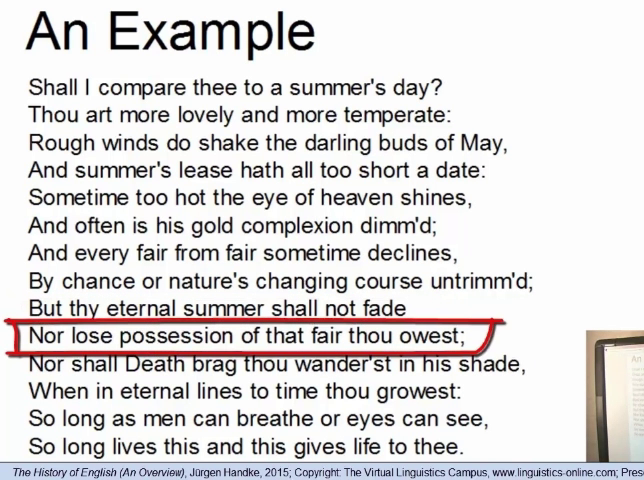 An Example
Shall I compare thee to a summer's day?
Thou art more lovely and more temperate:
Rough winds do shake the darling buds of May,
And summer's lease hath all too short a date:
Sometime too hot the eye of heaven shines,
And often is his gold complexion dimm'd;
And every fair from fair sometime declines,
By chance or nature's changing course untrimm'd;
But thy eternal summer shall not fade
Nor lose possession of that fair thou owest;
Nor shall Death brag thou wander'st in his shade,
When in eternal lines to time thou growest:
So long as men can breathe or eyes can see,
So long lives this and this gives life to thee.
The History of English (An Overview), Jürgen Handke, 2015; Copyright: The Virtual Linguistics Campus, www.linguistics-online.com; Prese